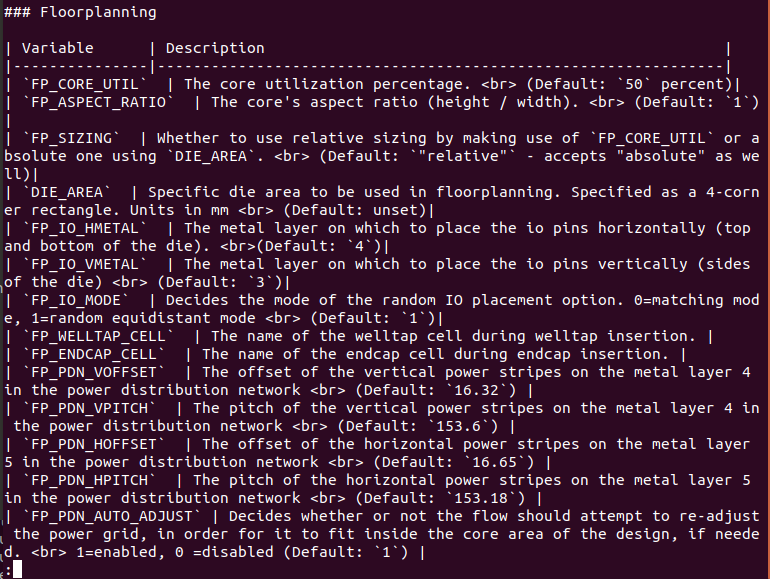 ### Floorplanning
| Variable      | Description                                                   |
|---------------|---------------------------------------------------------------|
| `FP_CORE_UTIL`  | The core utilization percentage. <br> (Default: `50` percent)|
| `FP_ASPECT_RATIO`  | The core's aspect ratio (height / width). <br> (Default: `1`)
|
| `FP_SIZING`  | Whether to use relative sizing by making use of `FP_CORE_UTIL` or a
bsolute one using `DIE_AREA`. <br> (Default: `"relative"` - accepts "absolute" as we
ll)|
| `DIE_AREA`  | Specific die area to be used in floorplanning. Specified as a 4-corn
er rectangle. Units in mm <br> (Default: unset)|
| `FP_IO_HMETAL`  | The metal layer on which to place the io pins horizontally (top 
and bottom of the die). <br>(Default: `4`)|
| `FP_IO_VMETAL`  | The metal layer on which to place the io pins vertically (sides 
of the die) <br> (Default: `3`)|
| `FP_IO_MODE`  | Decides the mode of the random IO placement option. 0=matching mod
e, 1=random equidistant mode <br> (Default: `1`)|
| `FP_WELLTAP_CELL`  | The name of the welltap cell during welltap insertion. |
| `FP_ENDCAP_CELL`  | The name of the endcap cell during endcap insertion. |
| `FP_PDN_VOFFSET`  | The offset of the vertical power stripes on the metal layer 4 
in the power distribution network <br> (Default: `16.32`) |
| `FP_PDN_VPITCH`  | The pitch of the vertical power stripes on the metal layer 4 in
 the power distribution network <br> (Default: `153.6`) |
| `FP_PDN_HOFFSET`  | The offset of the horizontal power stripes on the metal layer 
5 in the power distribution network <br> (Default: `16.65`) |
| `FP_PDN_HPITCH`  | The pitch of the horizontal power stripes on the metal layer 5 
in the power distribution network <br> (Default: `153.18`) |
| `FP_PDN_AUTO_ADJUST` | Decides whether or not the flow should attempt to re-adjust
 the power grid, in order for it to fit inside the core area of the design, if neede
d. <br> 1=enabled, 0 =disabled (Default: `1`) |
: